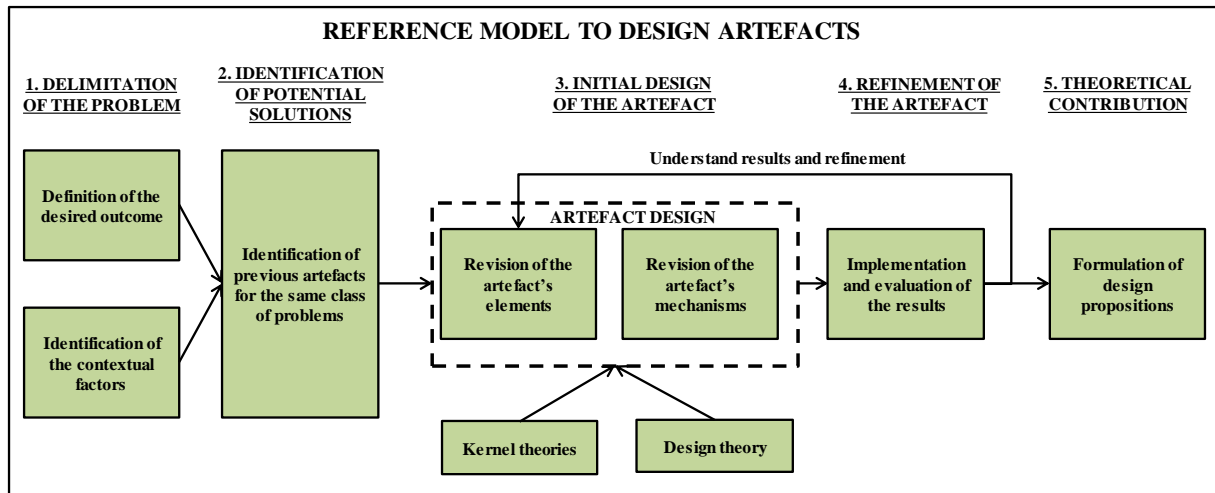 REFERENCE MODEL TO DESIGN ARTEFACTS
1. DELIMITATION
OF THE PROBLEM
2. IDENTIFICATION
OF POTENTIAL
SOLUTIONS
3. INITIAL DESIGN
OF THE ARTEFACT
4. REFINEMENT OF
THE ARTEFACT
5. THEORETICAL
CONTRIBUTION
Understand results and refinement
Definition of the
desired outcome
Identification of
the contextual
factors
Identification of
previous artefacts
for the same class
of problems
ARTEFACT DESIGN
Revision of the
artefact's
elements
Revision of the
artefact's
mechanisms
Implementation
and evaluation of
the results
Formulation of
design
propositions
Kernel theories
Design theory